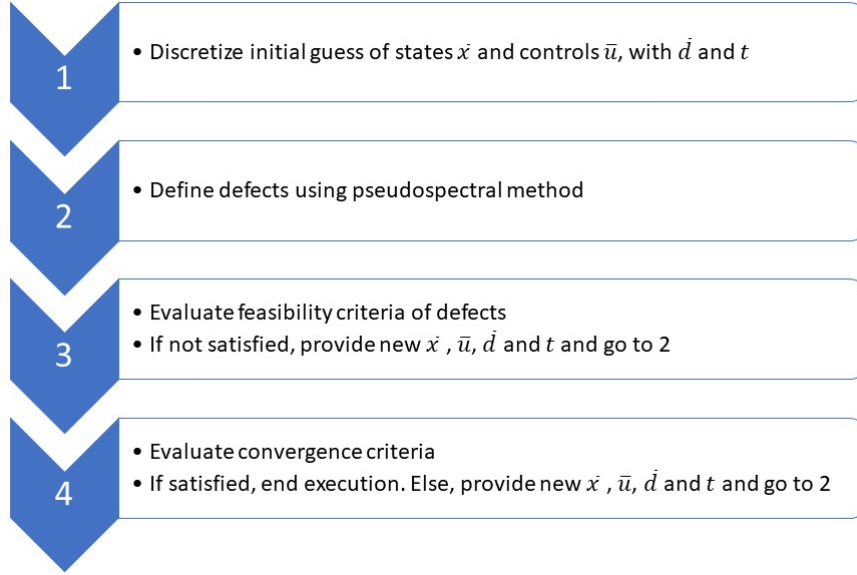 1
• Discretize initial guess of states ẋ and controls ū, with ḋ and t
2
• Define defects using pseudospectral method
3
• Evaluate feasibility criteria of defects
• If not satisfied, provide new ẋ , ū, ḋ and t and go to 2
4
• Evaluate convergence criteria
• If satisfied, end execution. Else, provide new ẋ , ū, ḋ and t and go to 2